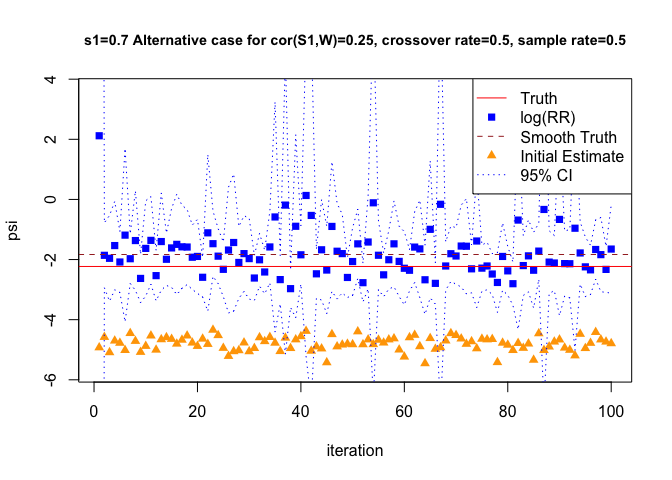 s1=0.7 Alternative case for cor(S1,W)=0.25, crossover rate=0.5, sample rate=0.5
psi
4
2
0
-2
-4
-6
Truth
log(RR)
Smooth Truth
Initial Estimate
95% CI
0 20 40 60 80 100
iteration